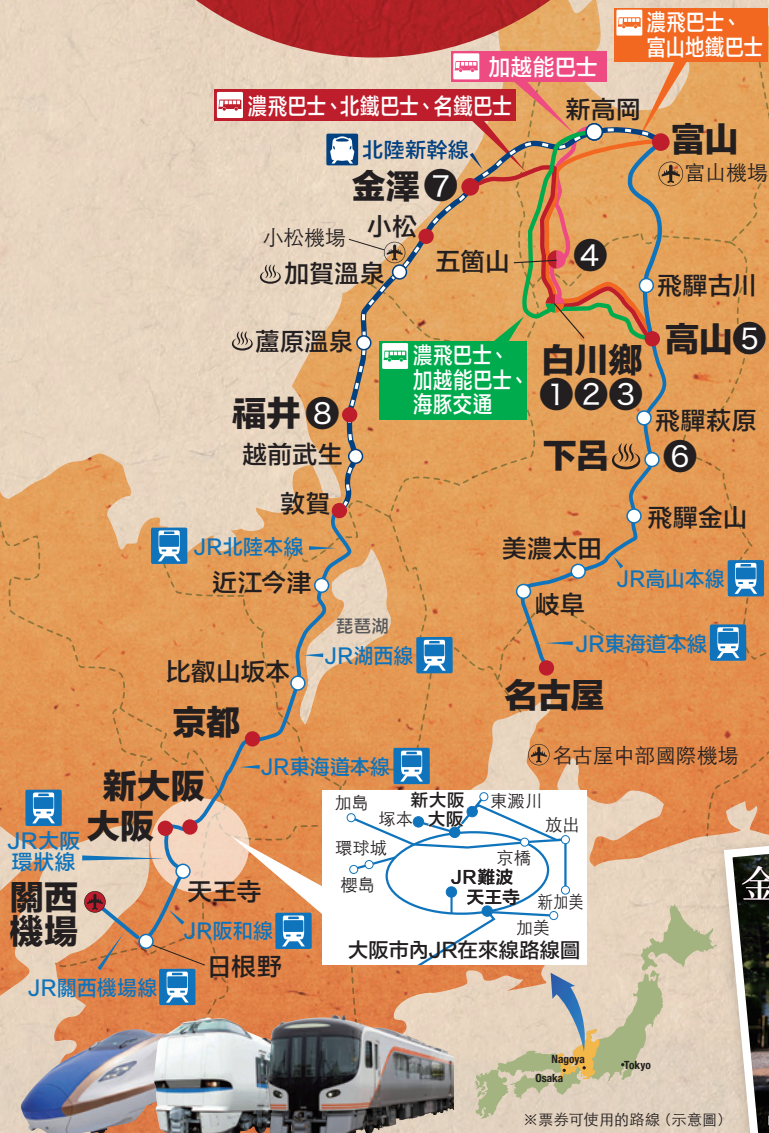 濃飛巴士、
富山地鐵巴士
加越能巴士
濃飛巴士、北鐵巴士、名鐵巴士
新高岡
富山
北陸新幹線
富山機場
金澤 ❼
小松
小松機場
五箇山
❹
加賀溫泉
飛驒古川
蘆原溫泉
高山 ❺
濃飛巴士、
加越能巴士、
海豚交通
白川鄉
❶❷❸
福井 ❽
飛驒萩原
越前武生
下呂
❻
敦賀
飛驒金山
JR北陸本線
美濃太田
JR高山本線
近江今津
岐阜
琵琶湖
JR湖西線
JR東海道本線
比叡山坂本
名古屋
京都
名古屋中部國際機場
JR東海道本線
新大阪
大阪
JR大阪
環狀線
天王寺
關西
機場
JR阪和線
日根野
JR關西機場線
加島
新大阪
東澱川
塚本
大阪
放出
環球城
京橋
櫻島
JR難波
天王寺
新加美
加美
大阪市內JR在來線路線圖
金
Nagoya
Tokyo
Osaka
※票券可使用的路線（示意圖）